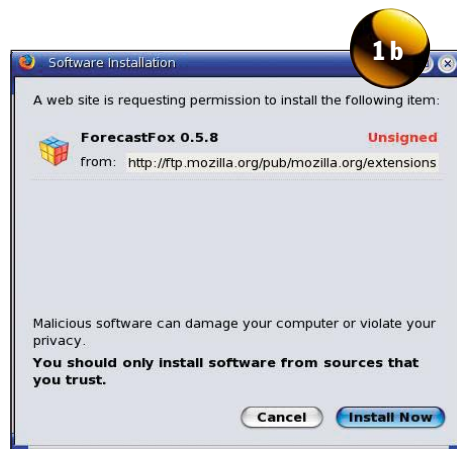 1b
Software Installation
A web site is requesting permission to install the following item:
ForecastFox 0.5.8 Unsigned
from: http://ftp.mozilla.org/pub/mozilla.org/extensions
Malicious software can damage your computer or violate your
privacy.
You should only install software from sources that
you trust.
Cancel Install Now